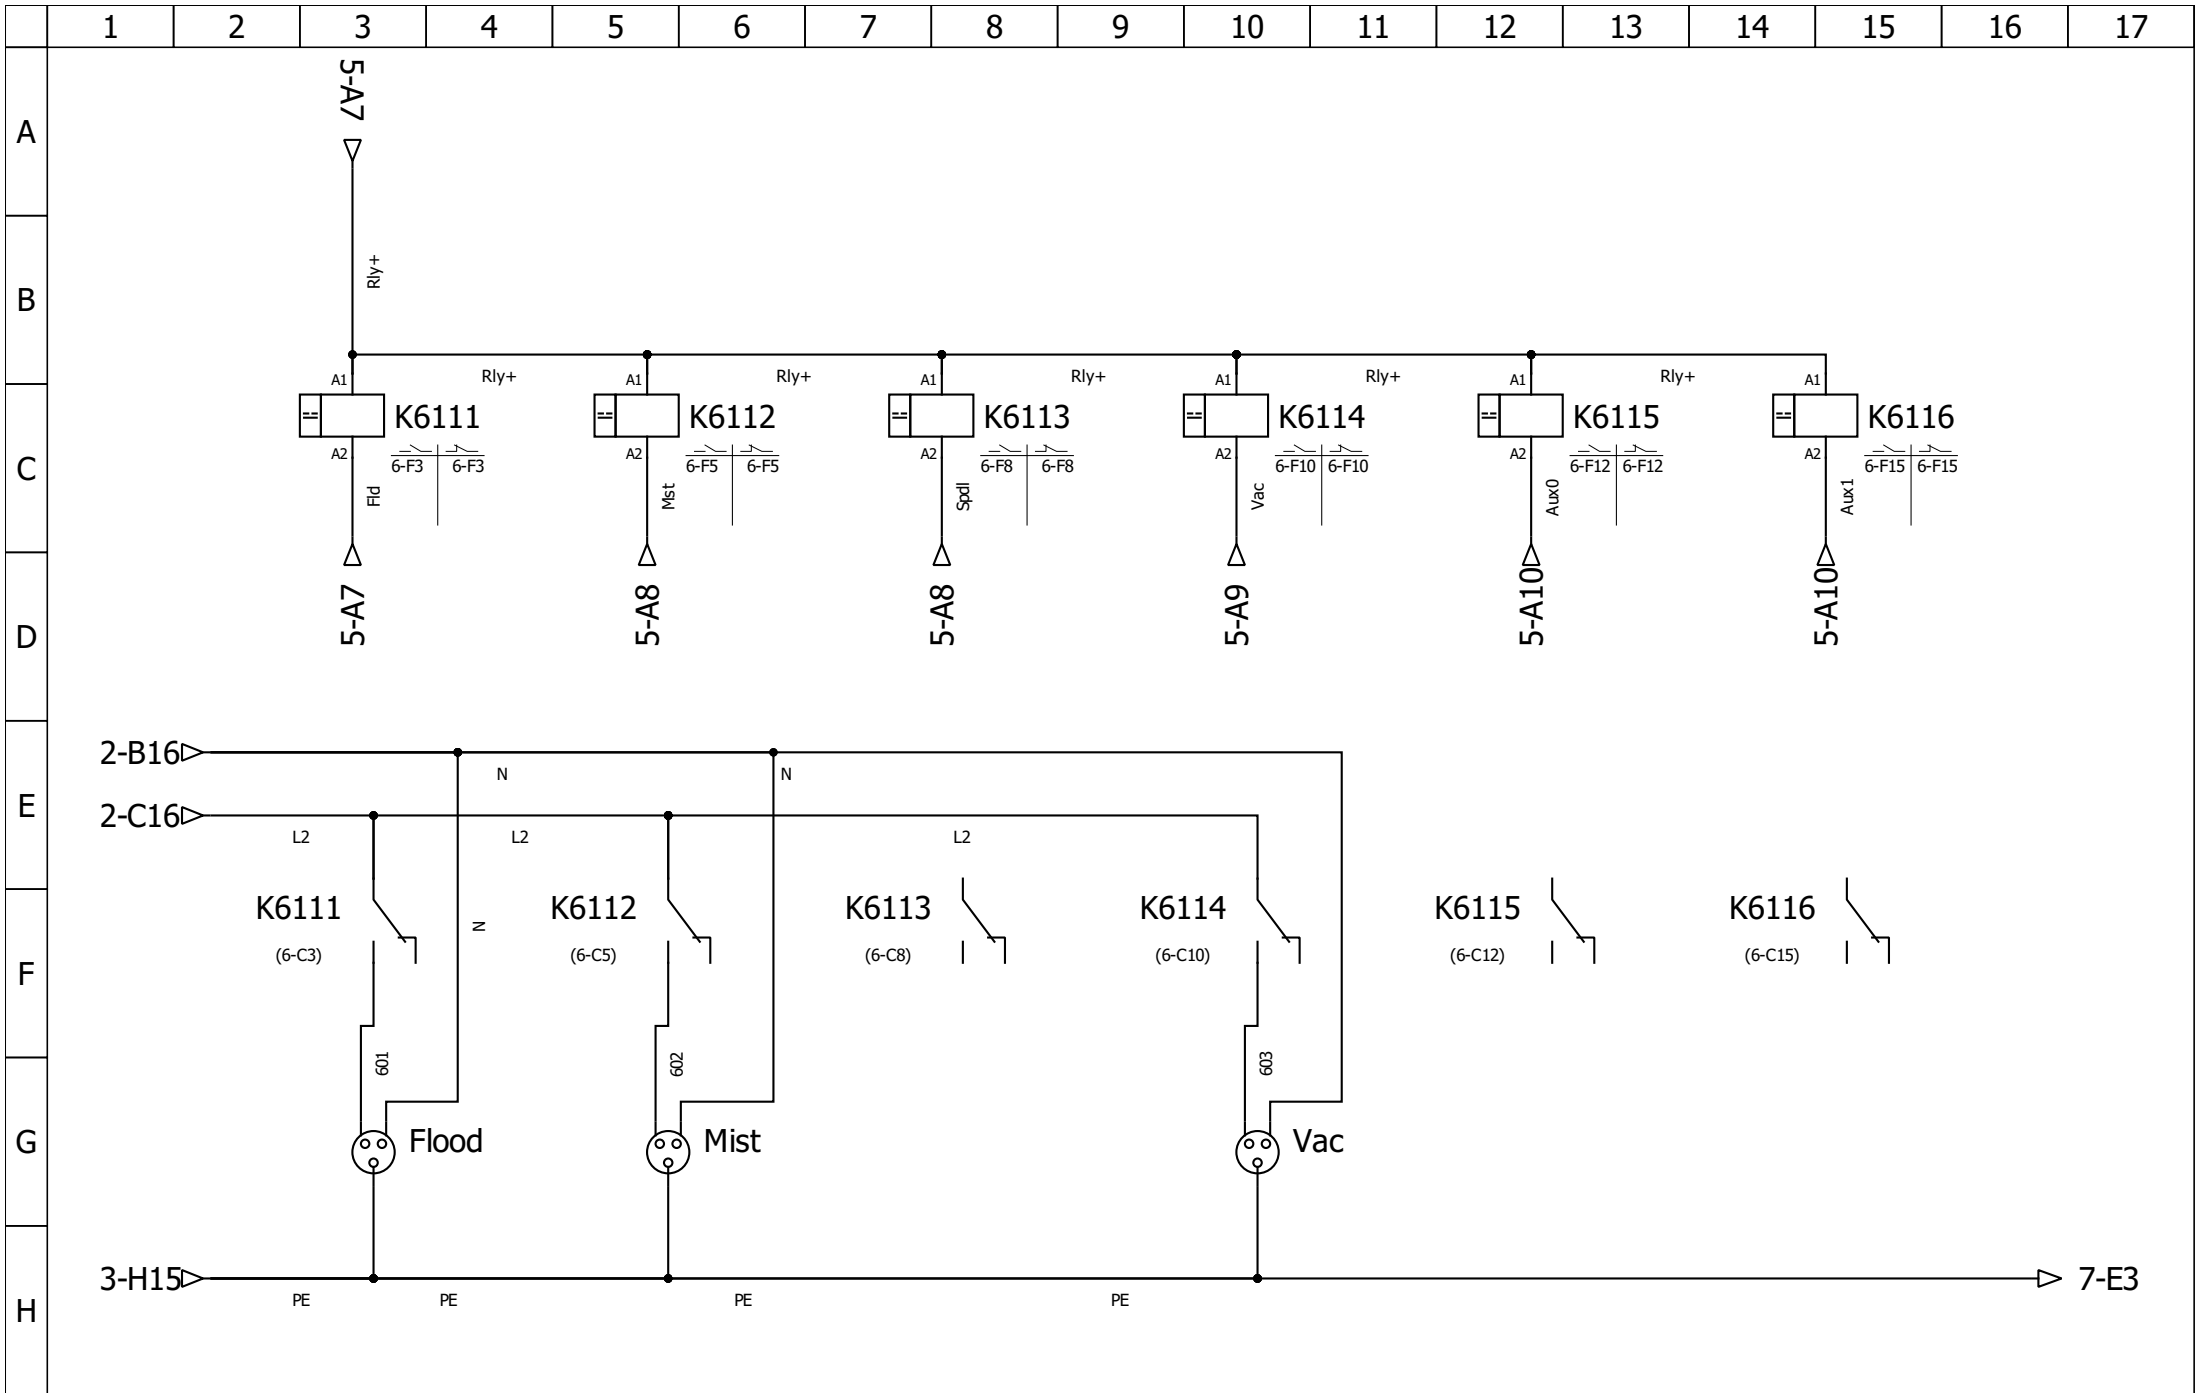 1 2 3 4 5 6 7 8 9 10 11 12 13 14 15 16 17
5-A7
A
Rly+
B
A1 Rly+ A1 Rly+ A1 Rly+ A1 Rly+ A1 Rly+ A1
K6111 K6112 K6113 K6114 K6115 K6116
A2 6-F3 6-F3 A2 6-F5 6-F5 A2 6-F8 6-F8 A2 6-F10 6-F10 A2 6-F12 6-F12 A2 6-F15 6-F15
C
Fld Mst Spdl Vac Aux0 Aux1
5-A7 5-A8 5-A8 5-A9 5-A10 5-A10
D
2-B16
N N
E
2-C16
L2 L2 L2
K6111 K6112 K6113 K6114 K6115 K6116
N
(6-C3) (6-C5) (6-C8) (6-C10) (6-C12) (6-C15)
F
601 602 603
G
Flood Mist Vac
3-H15 7-E3
PE PE PE PE
H